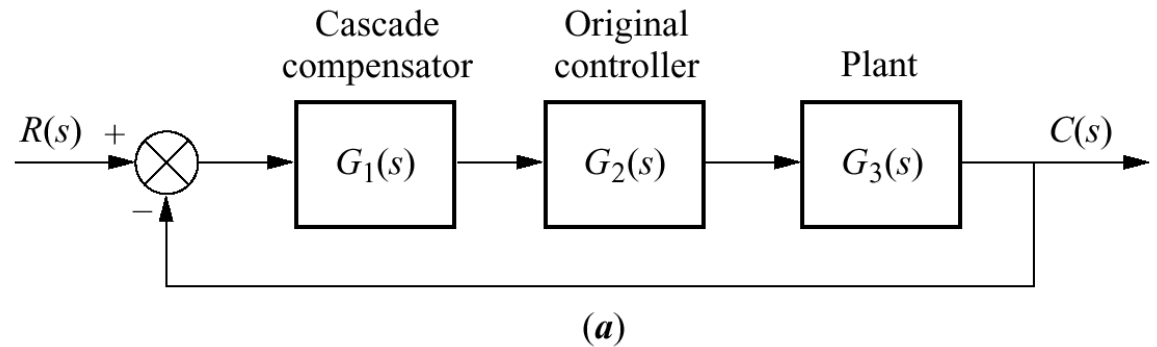 Cascade
compensator
Original
controller
Plant
R(s)
+
−
G₁(s)
G₂(s)
G₃(s)
C(s)
(a)